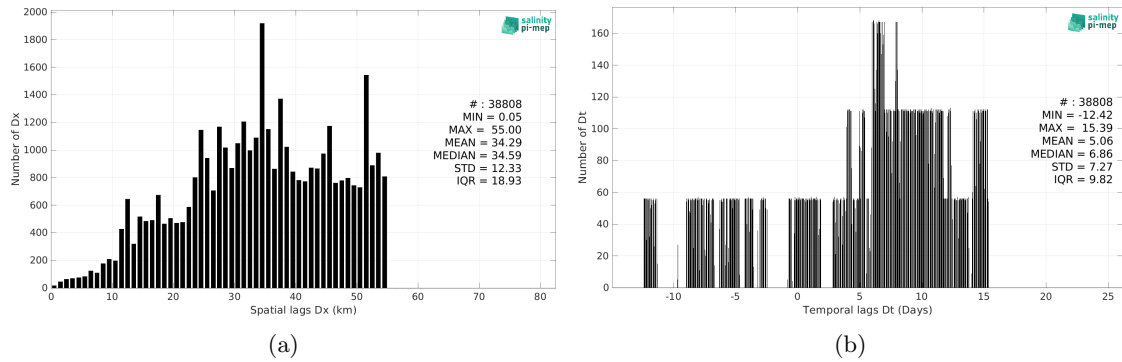 2000
1800
1600
1400
1200
1000
800
600
400
200
0
Number of Dx
0 10 20 30 40 50 60 70 80
Spatial lags Dx (km)
salinity
pi-mep
# : 38808
MIN = 0.05
MAX = 55.00
MEAN = 34.29
MEDIAN = 34.59
STD = 12.33
IQR = 18.93
(a)
160
140
120
100
80
60
40
20
0
Number of Dt
-10 -5 0 5 10 15 20 25
Temporal lags Dt (Days)
salinity
pi-mep
# : 38808
MIN = -12.42
MAX = 15.39
MEAN = 5.06
MEDIAN = 6.86
STD = 7.27
IQR = 9.82
(b)